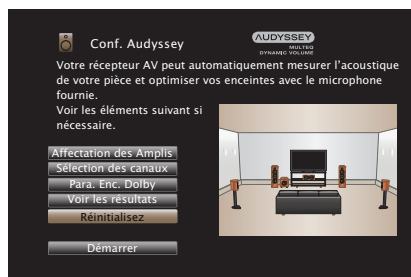 Conf. Audyssey
AUDYSSEY
MULTEQ
DYNAMIC VOLUME
Votre récepteur AV peut automatiquement mesurer l'acoustique
de votre pièce et optimiser vos enceintes avec le microphone
fournie.
Voir les éléments suivant si
nécessaire.
Affectation des Amplis
Sélection des canaux
Para. Enc. Dolby
Voir les résultats
Réinitialisez
Démarrer